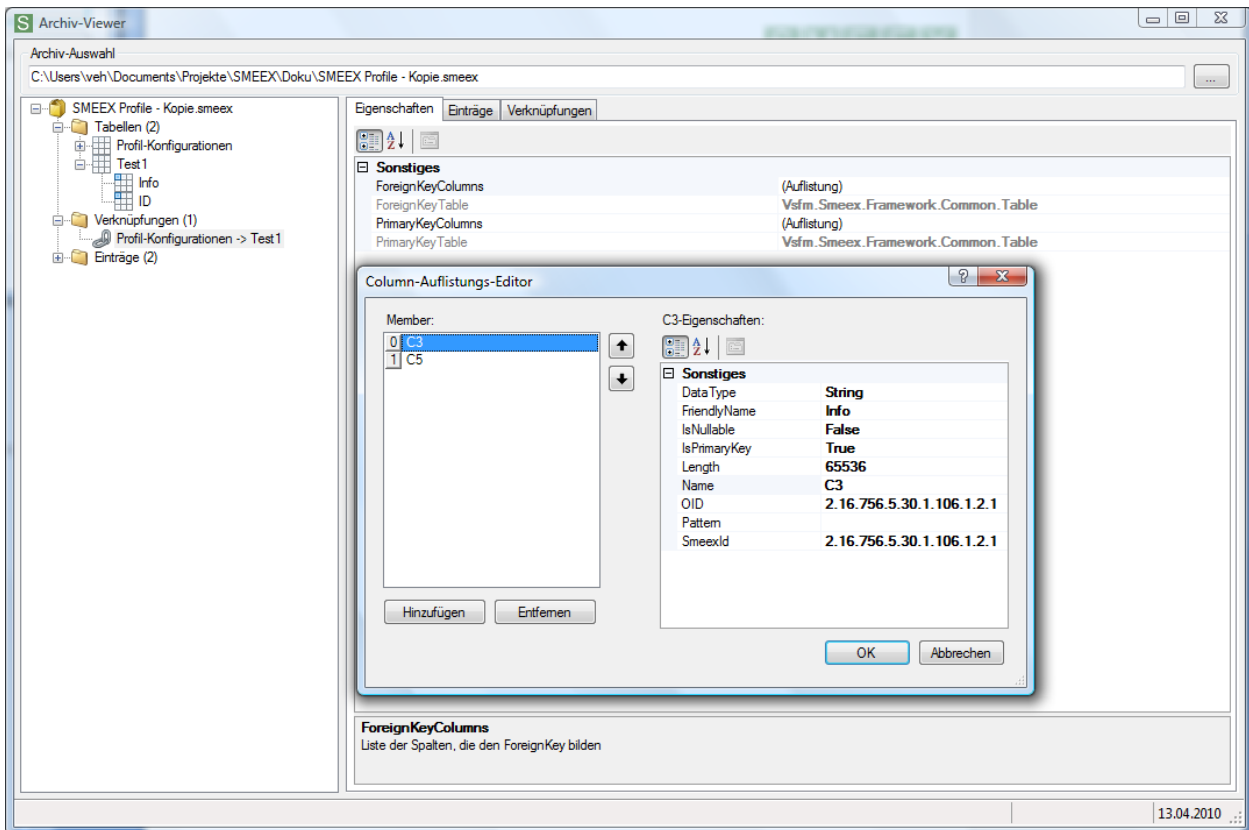 S Archiv-Viewer
Archiv-Auswahl
C:\Users\veh\Documents\Projekte\SMEEX\Doku\SMEEX Profile - Kopie.smeex
...
SMEEX Profile - Kopie.smeex
Tabellen (2)
Profil-Konfigurationen
Test1
Info
ID
Verknüpfungen (1)
Profil-Konfigurationen -> Test1
Einträge (2)
Eigenschaften Einträge Verknüpfungen
Sonstiges
ForeignKeyColumns (Auflistung)
ForeignKeyTable Vsfm.Smeex.Framework.Common.Table
PrimaryKeyColumns (Auflistung)
PrimaryKeyTable Vsfm.Smeex.Framework.Common.Table
Column-Auflistungs-Editor
Member:
0 C3
1 C5
Hinzufügen Entfernen
C3-Eigenschaften:
Sonstiges
DataType String
FriendlyName Info
IsNullable False
IsPrimaryKey True
Length 65536
Name C3
OID 2.16.756.5.30.1.106.1.2.1
Pattern
SmeexId 2.16.756.5.30.1.106.1.2.1
OK Abbrechen
ForeignKeyColumns
Liste der Spalten, die den ForeignKey bilden
13.04.2010